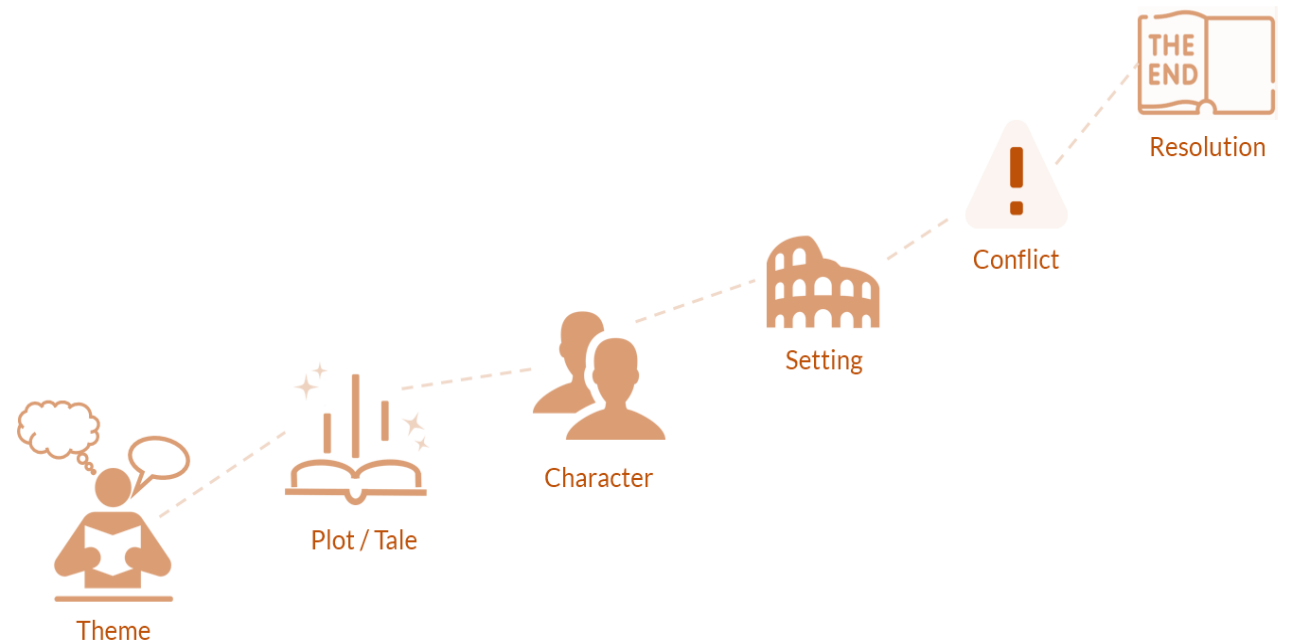 THE
END
Resolution
Conflict
Setting
Character
Plot / Tale
Theme